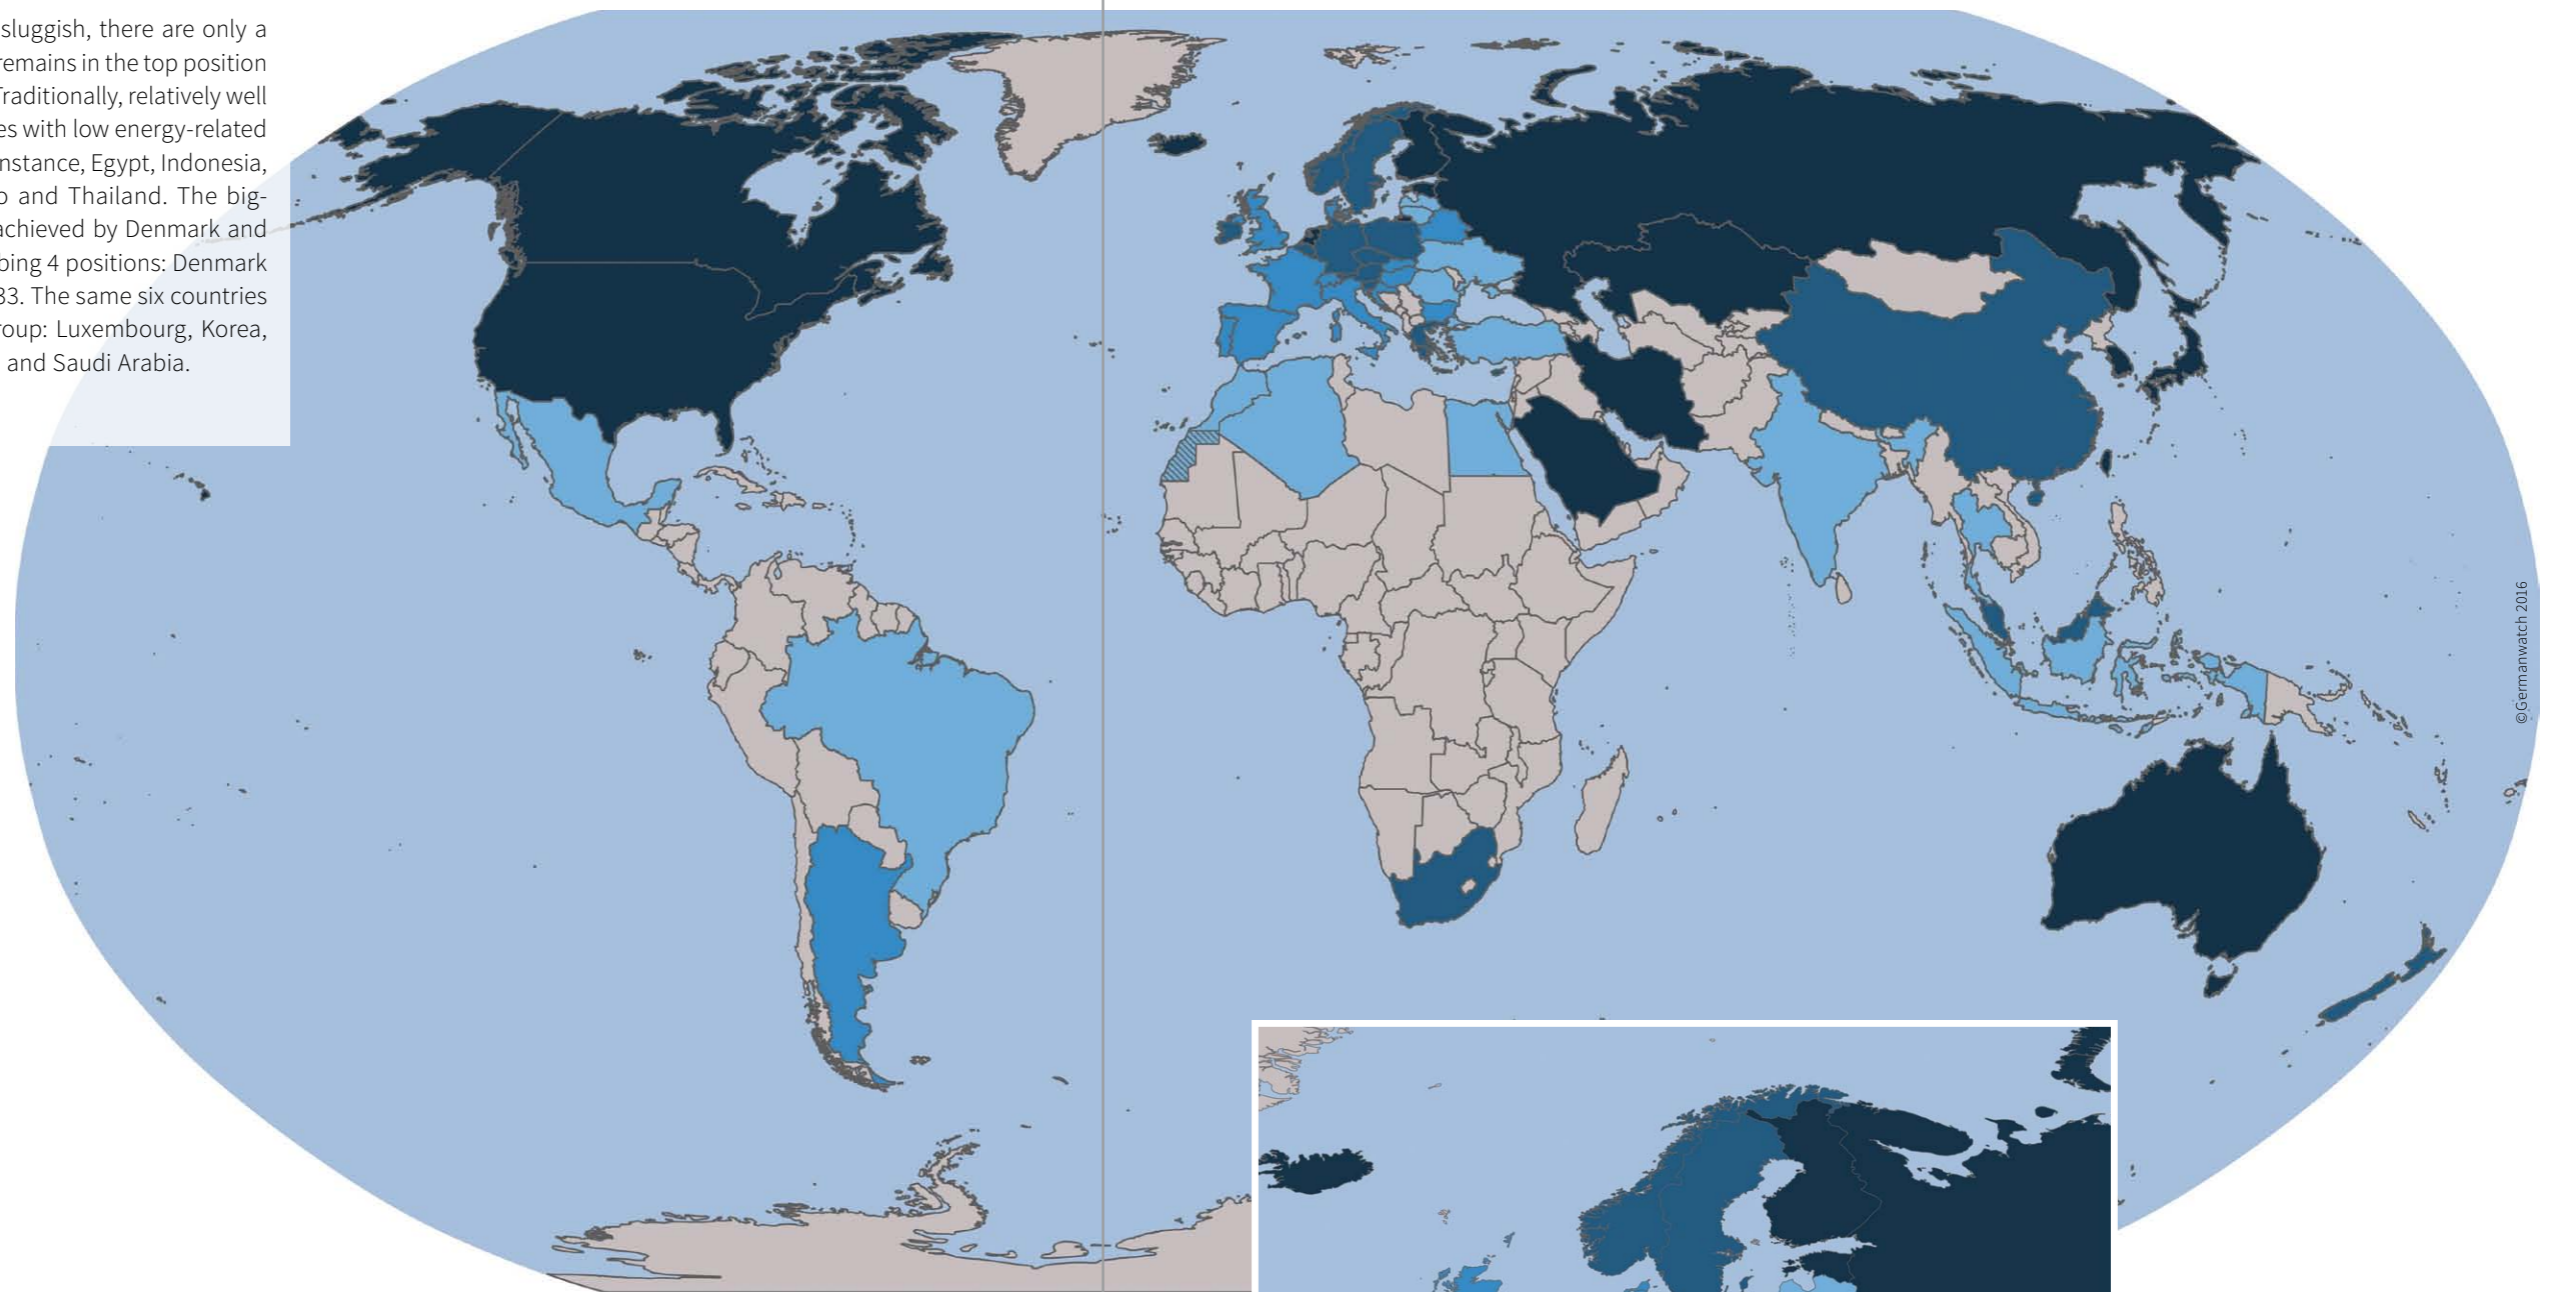 sluggish, there are only a
remains in the top position
Traditionally, relatively well
es with low energy-related
instance, Egypt, Indonesia,
o and Thailand. The big-
achieved by Denmark and
bing 4 positions: Denmark
33. The same six countries
roup: Luxembourg, Korea,
and Saudi Arabia.
©Germanwatch 2016